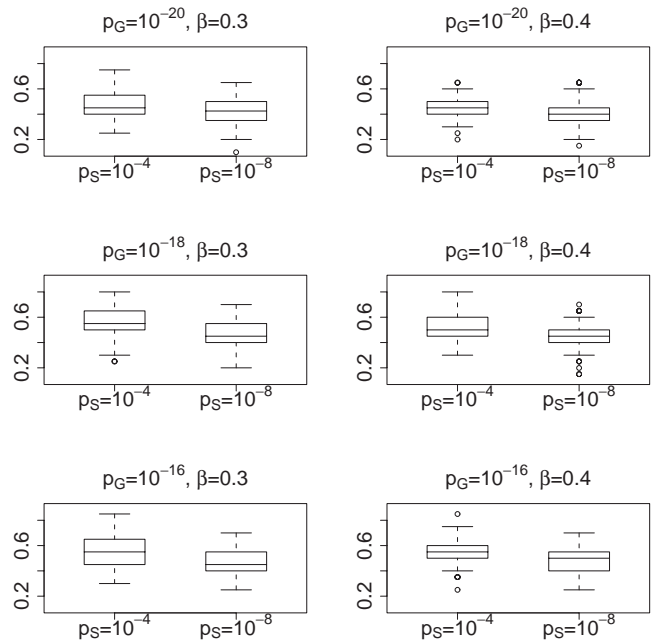 p_G=10^−20, β=0.3
0.2 0.6
p_S=10^−4 p_S=10^−8
p_G=10^−20, β=0.4
0.2 0.6
p_S=10^−4 p_S=10^−8
p_G=10^−18, β=0.3
0.2 0.6
p_S=10^−4 p_S=10^−8
p_G=10^−18, β=0.4
0.2 0.6
p_S=10^−4 p_S=10^−8
p_G=10^−16, β=0.3
0.2 0.6
p_S=10^−4 p_S=10^−8
p_G=10^−16, β=0.4
0.2 0.6
p_S=10^−4 p_S=10^−8